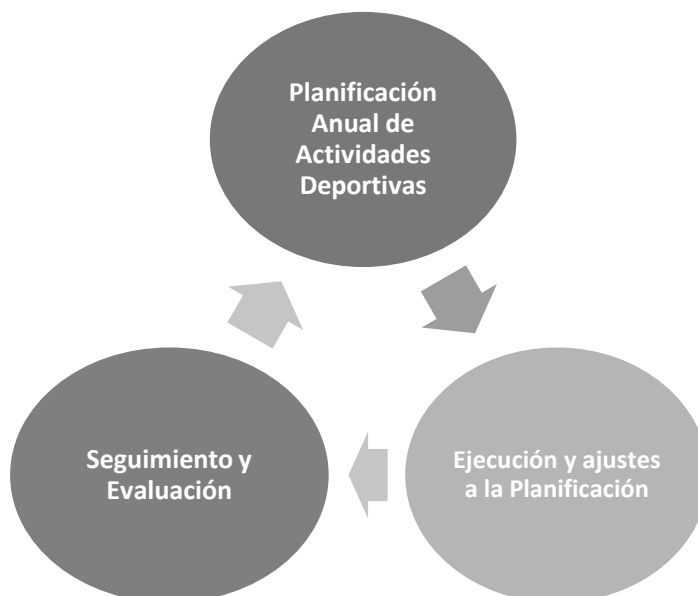 Planificación
Anual de
Actividades
Deportivas
Seguimiento y
Evaluación
Ejecución y ajustes
a la Planificación